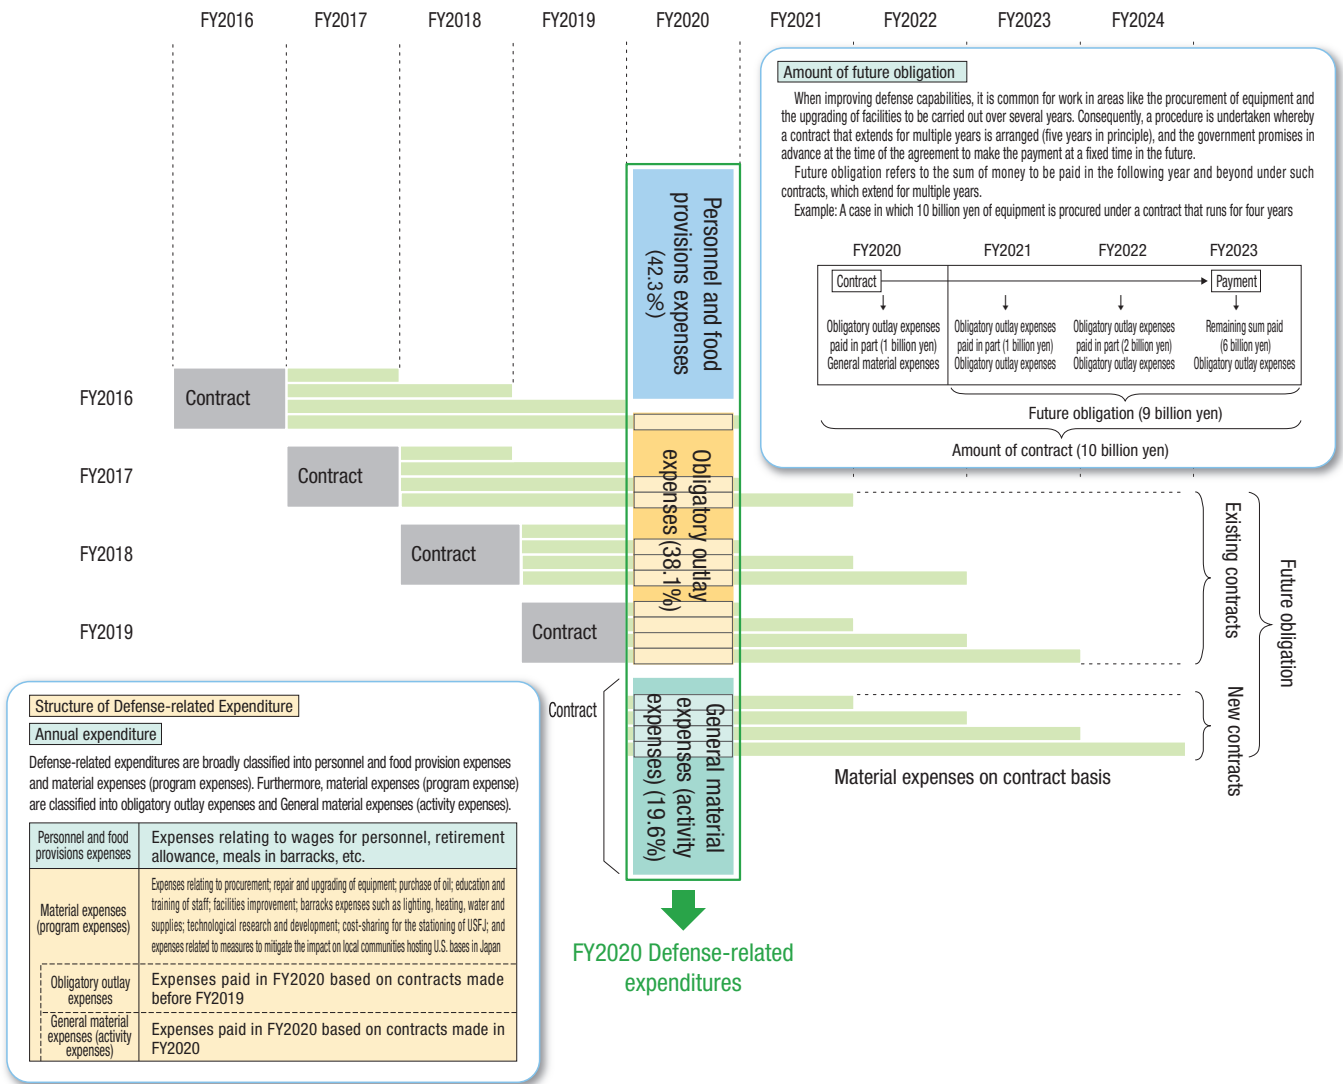 FY2016 FY2017 FY2018 FY2019 FY2020 FY2021 FY2022 FY2023 FY2024
Amount of future obligation
When improving defense capabilities, it is common for work in areas like the procurement of equipment and
the upgrading of facilities to be carried out over several years. Consequently, a procedure is undertaken whereby
a contract that extends for multiple years is arranged (five years in principle), and the government promises in
advance at the time of the agreement to make the payment at a fixed time in the future.
Future obligation refers to the sum of money to be paid in the following year and beyond under such
contracts, which extend for multiple years.
Example: A case in which 10 billion yen of equipment is procured under a contract that runs for four years
FY2020 FY2021 FY2022 FY2023
Contract Payment
Obligatory outlay expenses
paid in part (1 billion yen)
General material expenses
Obligatory outlay expenses
paid in part (1 billion yen)
Obligatory outlay expenses
Obligatory outlay expenses
paid in part (2 billion yen)
Obligatory outlay expenses
Remaining sum paid
(6 billion yen)
Obligatory outlay expenses
Future obligation (9 billion yen)
Amount of contract (10 billion yen)
Personnel and food
provisions expenses
(42.3%)
FY2016
Contract
FY2017
Contract
Obligatory outlay
expenses (38.1%)
FY2018
Contract
FY2019
Contract
Existing contracts
Future obligation
Contract
General material
expenses (activity
expenses) (19.6%)
New contracts
Material expenses on contract basis
FY2020 Defense-related
expenditures
Structure of Defense-related Expenditure
Annual expenditure
Defense-related expenditures are broadly classified into personnel and food provision expenses
and material expenses (program expenses). Furthermore, material expenses (program expense)
are classified into obligatory outlay expenses and General material expenses (activity expenses).
Personnel and food
provisions expenses
Expenses relating to wages for personnel, retirement
allowance, meals in barracks, etc.
Material expenses
(program expenses)
Expenses relating to procurement; repair and upgrading of equipment; purchase of oil; education and
training of staff; facilities improvement; barracks expenses such as lighting, heating, water and
supplies; technological research and development; cost-sharing for the stationing of USFJ; and
expenses related to measures to mitigate the impact on local communities hosting U.S. bases in Japan
Obligatory outlay
expenses
Expenses paid in FY2020 based on contracts made
before FY2019
General material
expenses (activity
expenses)
Expenses paid in FY2020 based on contracts made in
FY2020